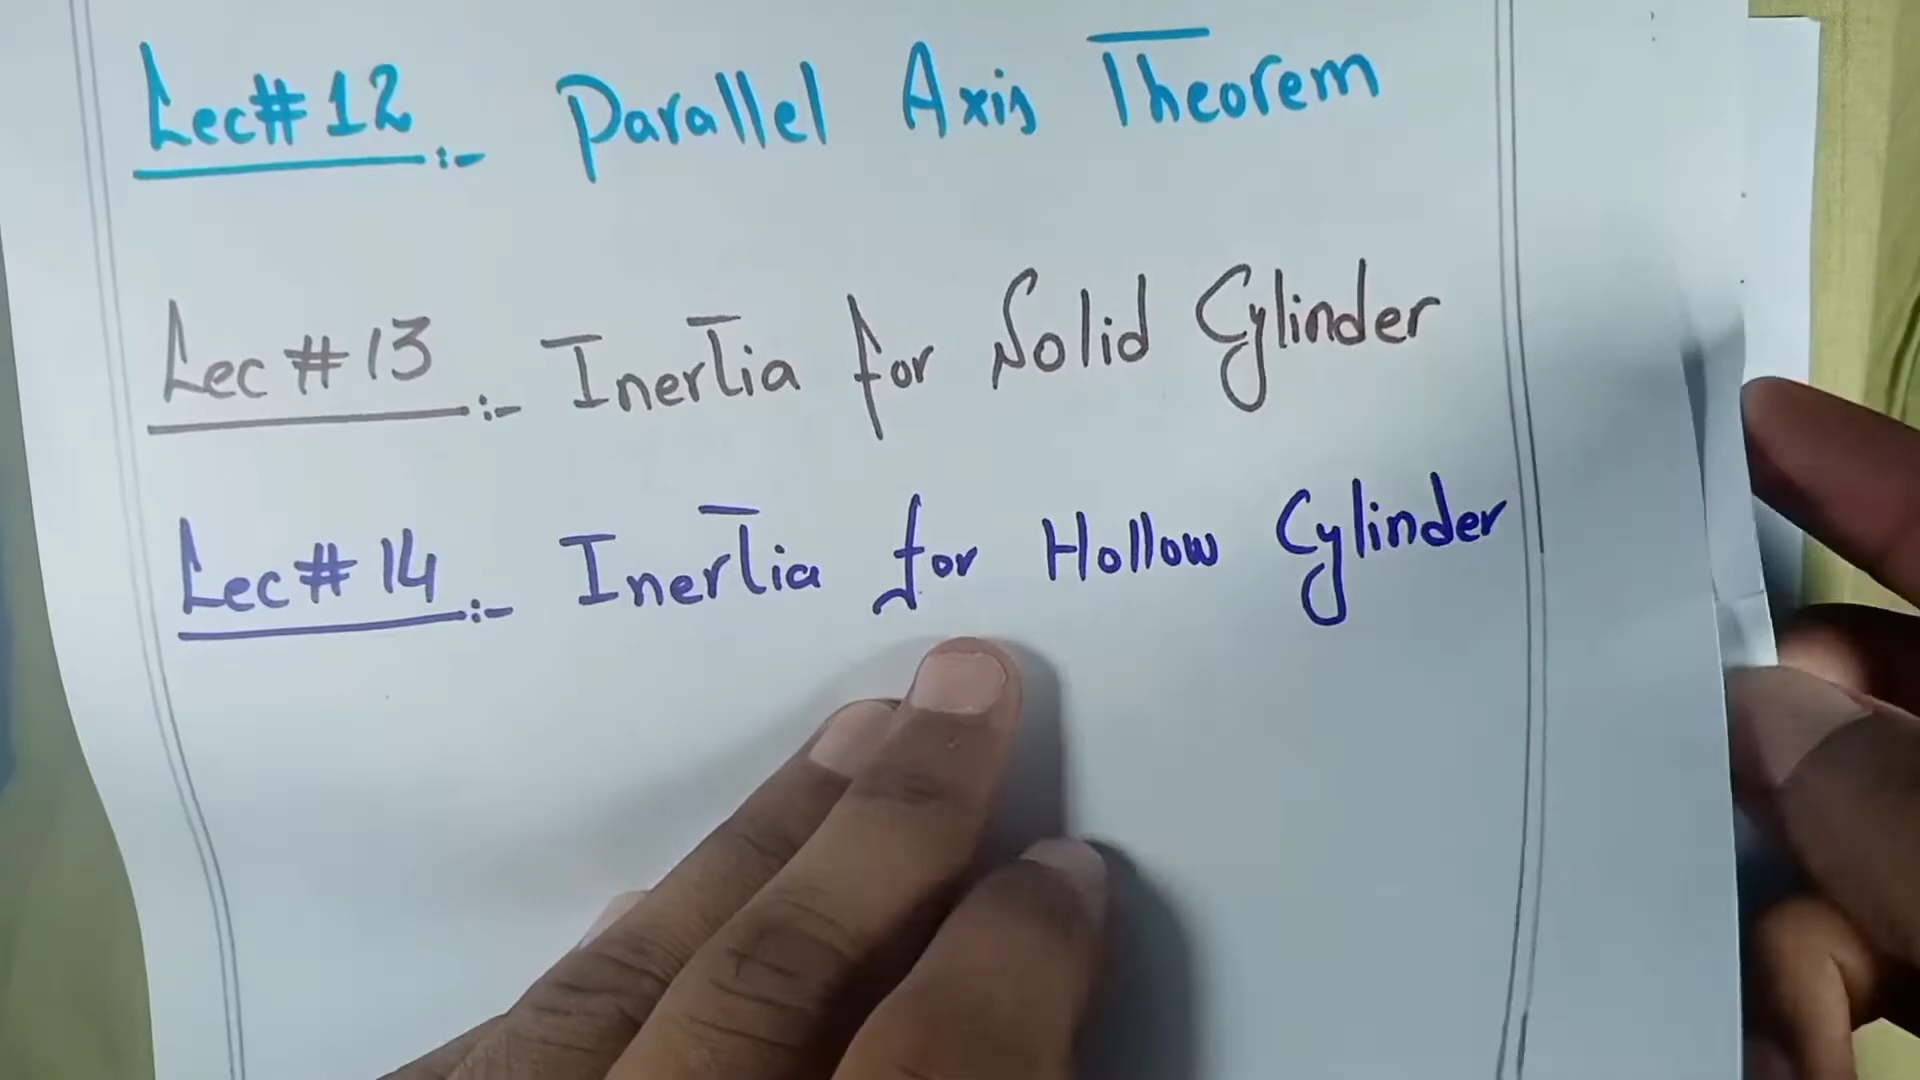 Lec# 12 :- Parallel Axis Theorem
Lec # 13 :- Inertia for Solid Cylinder
Lec# 14 :- Inertia for Hollow Cylinder